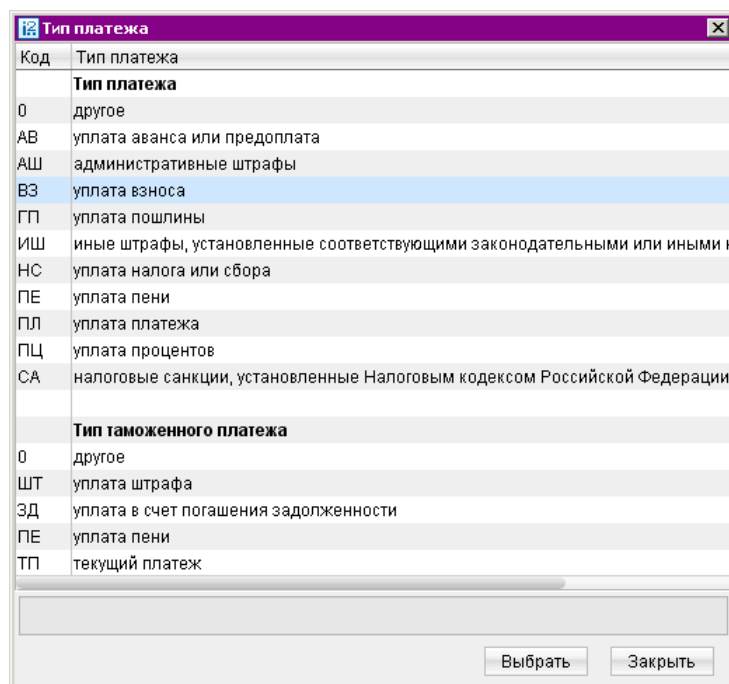 i2 Тип платежа
Код Тип платежа
Тип платежа
0 другое
АВ уплата аванса или предоплата
АШ административные штрафы
ВЗ уплата взноса
ГП уплата пошлины
ИШ иные штрафы, установленные соответствующими законодательными или иными
НС уплата налога или сбора
ПЕ уплата пени
ПЛ уплата платежа
ПЦ уплата процентов
СА налоговые санкции, установленные Налоговым кодексом Российской Федерации
Тип таможенного платежа
0 другое
ШТ уплата штрафа
ЗД уплата в счет погашения задолженности
ПЕ уплата пени
ТП текущий платеж
Выбрать Закрыть